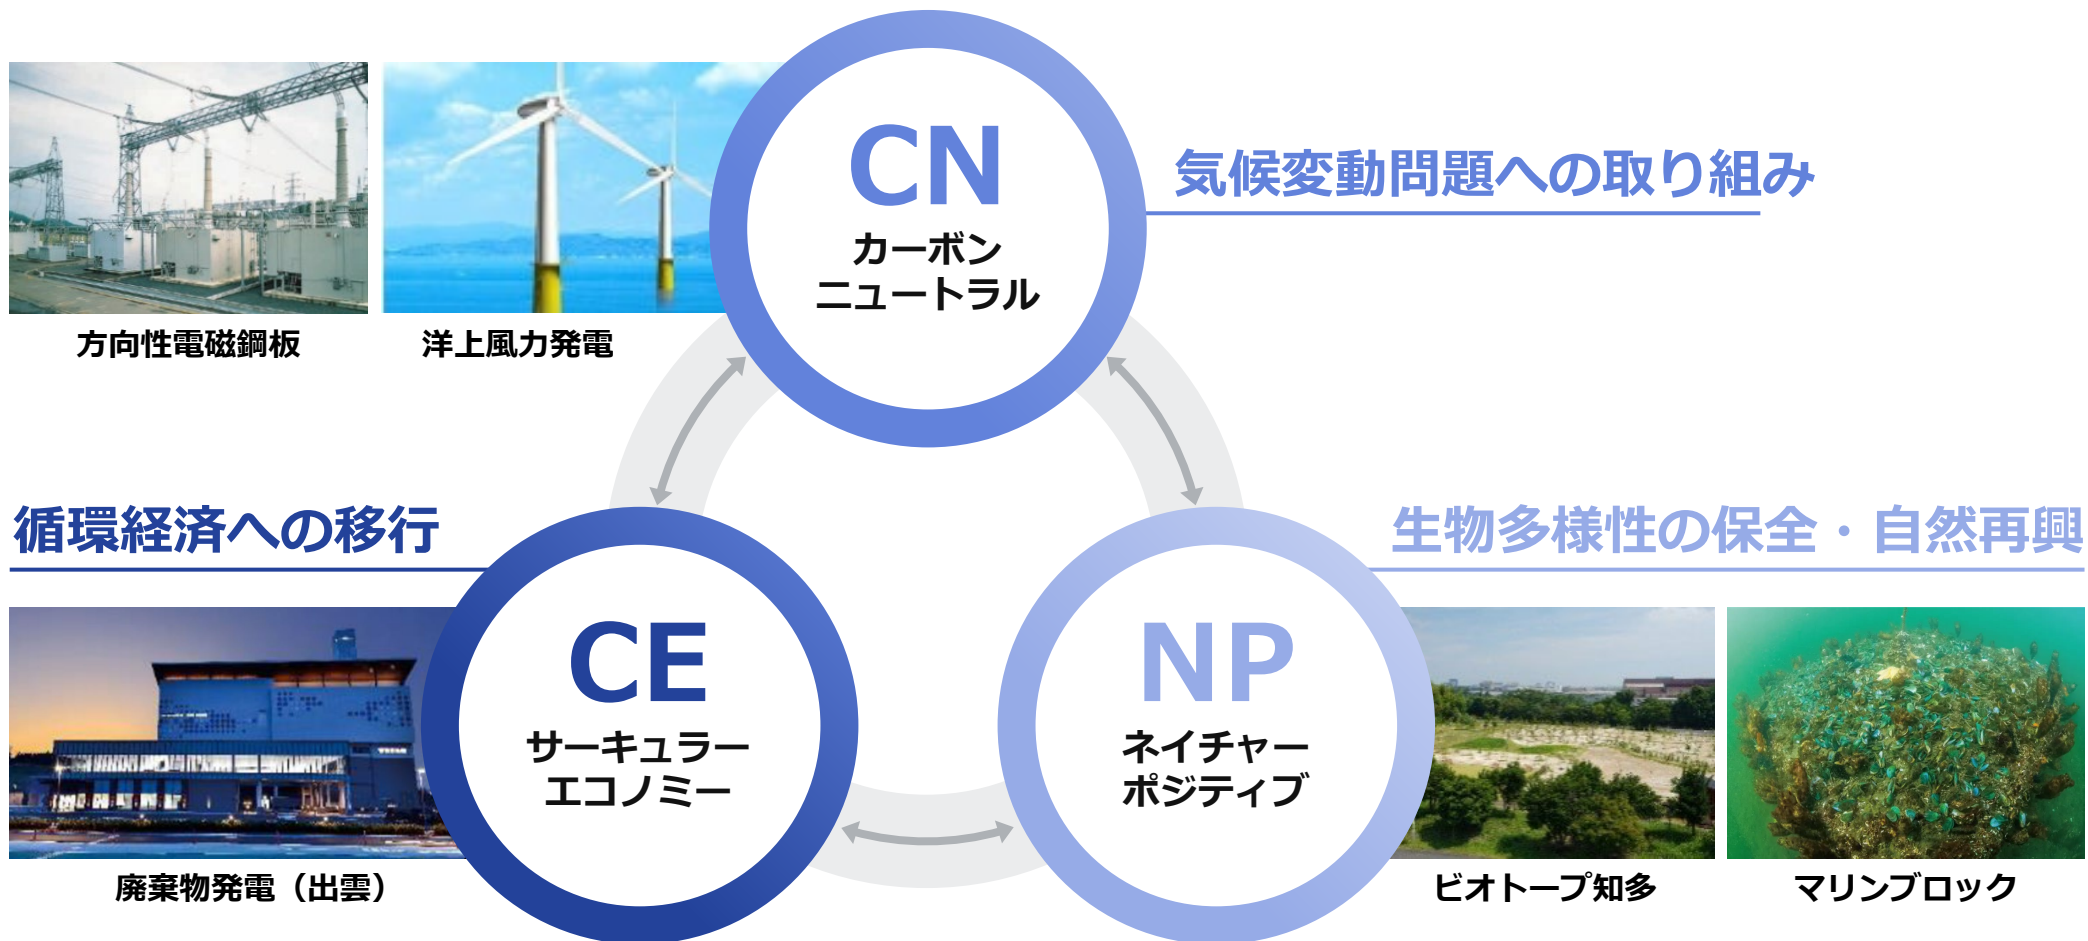 CN
カーボン
ニュートラル
気候変動問題への取り組み
方向性電磁鋼板
洋上風力発電
循環経済への移行
CE
サーキュラー
エコノミー
廃棄物発電（出雲）
生物多様性の保全・自然再興
NP
ネイチャー
ポジティブ
ビオトープ知多
マリンブロック